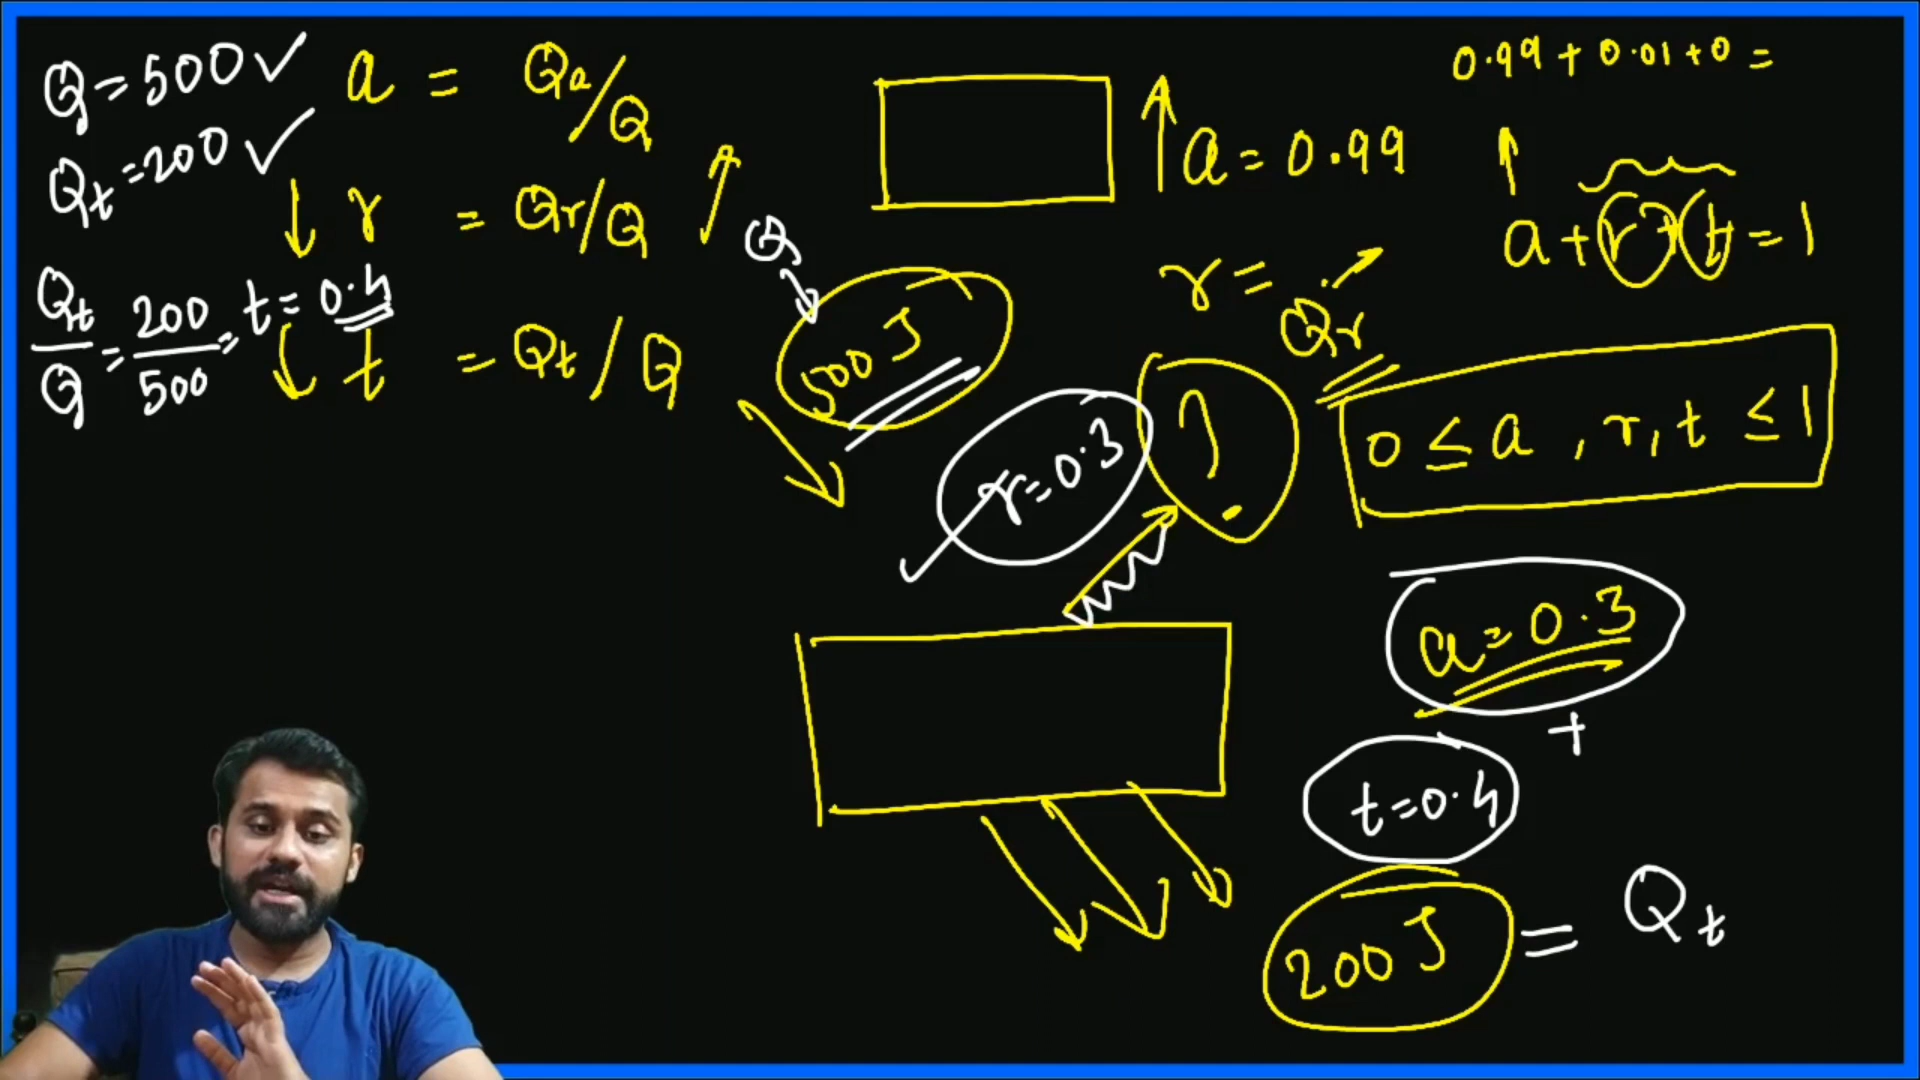 Q = 500 ✓
Qt = 200 ✓
Qt/Q = 200/500 = t = 0.4
a = Qa/Q
↓ r = Qr/Q ↑
↓ t = Qt/Q
Q
500 J
↑ a = 0.99
0.99 + 0.01 + 0 =
a + r + t = 1
r =
Qr
0 ≤ a , r, t ≤ 1
r = 0.3
?
a = 0.3
+
t = 0.4
200 J = Qt